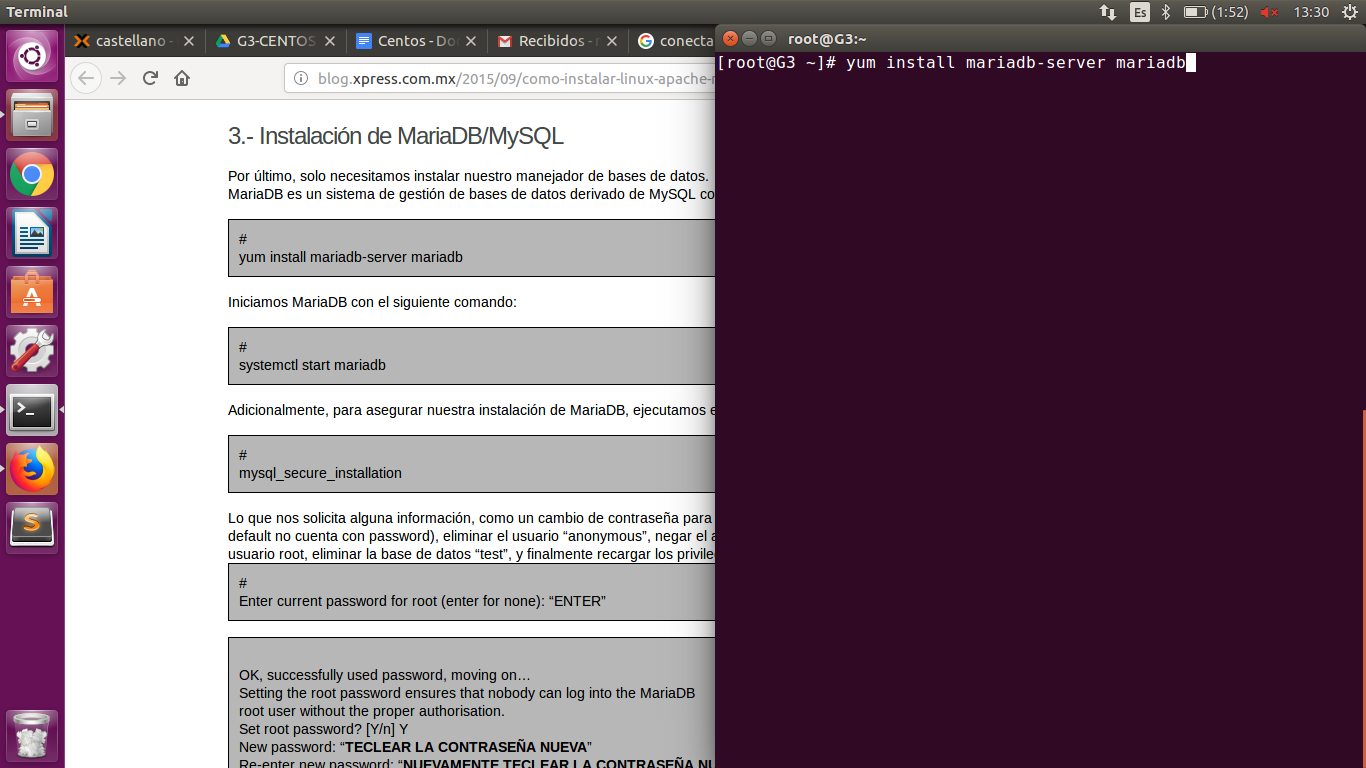 Terminal
Es
(1:52)
13:30
castellano -
G3-CENTOS
Centos - Do
Recibidos -
conecta
root@G3:~
blog.xpress.com.mx/2015/09/como-instalar-linux-apache-
[root@G3 ~]# yum install mariadb-server mariadb
3.- Instalación de MariaDB/MySQL
Por último, solo necesitamos instalar nuestro manejador de bases de datos.
MariaDB es un sistema de gestión de bases de datos derivado de MySQL co
#
yum install mariadb-server mariadb
Iniciamos MariaDB con el siguiente comando:
#
systemctl start mariadb
Adicionalmente, para asegurar nuestra instalación de MariaDB, ejecutamos e
#
mysql_secure_installation
Lo que nos solicita alguna información, como un cambio de contraseña para
default no cuenta con password), eliminar el usuario “anonymous”, negar el a
usuario root, eliminar la base de datos “test”, y finalmente recargar los privile
#
Enter current password for root (enter for none): “ENTER”
OK, successfully used password, moving on…
Setting the root password ensures that nobody can log into the MariaDB
root user without the proper authorisation.
Set root password? [Y/n] Y
New password: “TECLEAR LA CONTRASEÑA NUEVA”
Re-enter new password: “NUEVAMENTE TECLEAR LA CONTRASEÑA NU